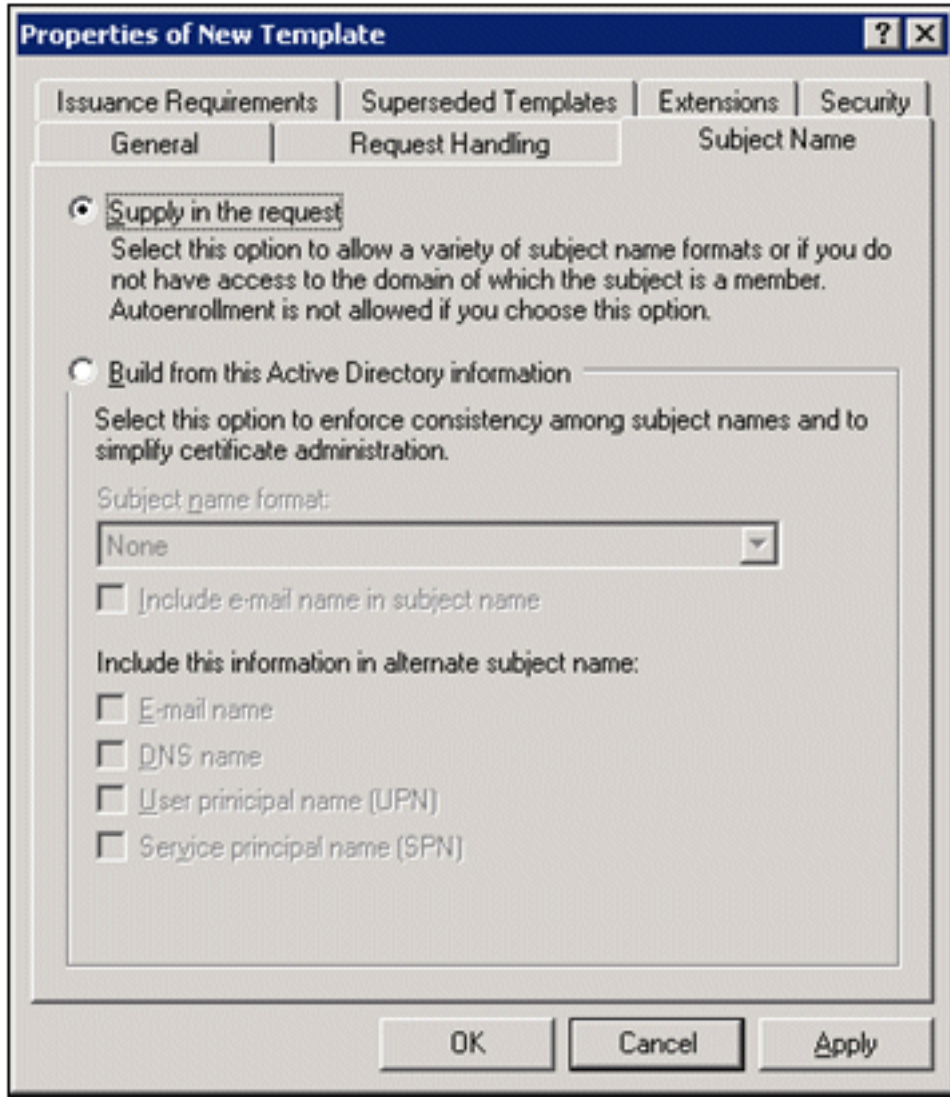 Properties of New Template
Issuance Requirements
Superseded Templates
Extensions
Security
General
Request Handling
Subject Name
Supply in the request
Select this option to allow a variety of subject name formats or if you do
not have access to the domain of which the subject is a member.
Autoenrollment is not allowed if you choose this option.
Build from this Active Directory information
Select this option to enforce consistency among subject names and to
simplify certificate administration.
Subject name format:
None
Include e-mail name in subject name
Include this information in alternate subject name:
E-mail name
DNS name
User prinicipal name (UPN)
Service principal name (SPN)
OK
Cancel
Apply